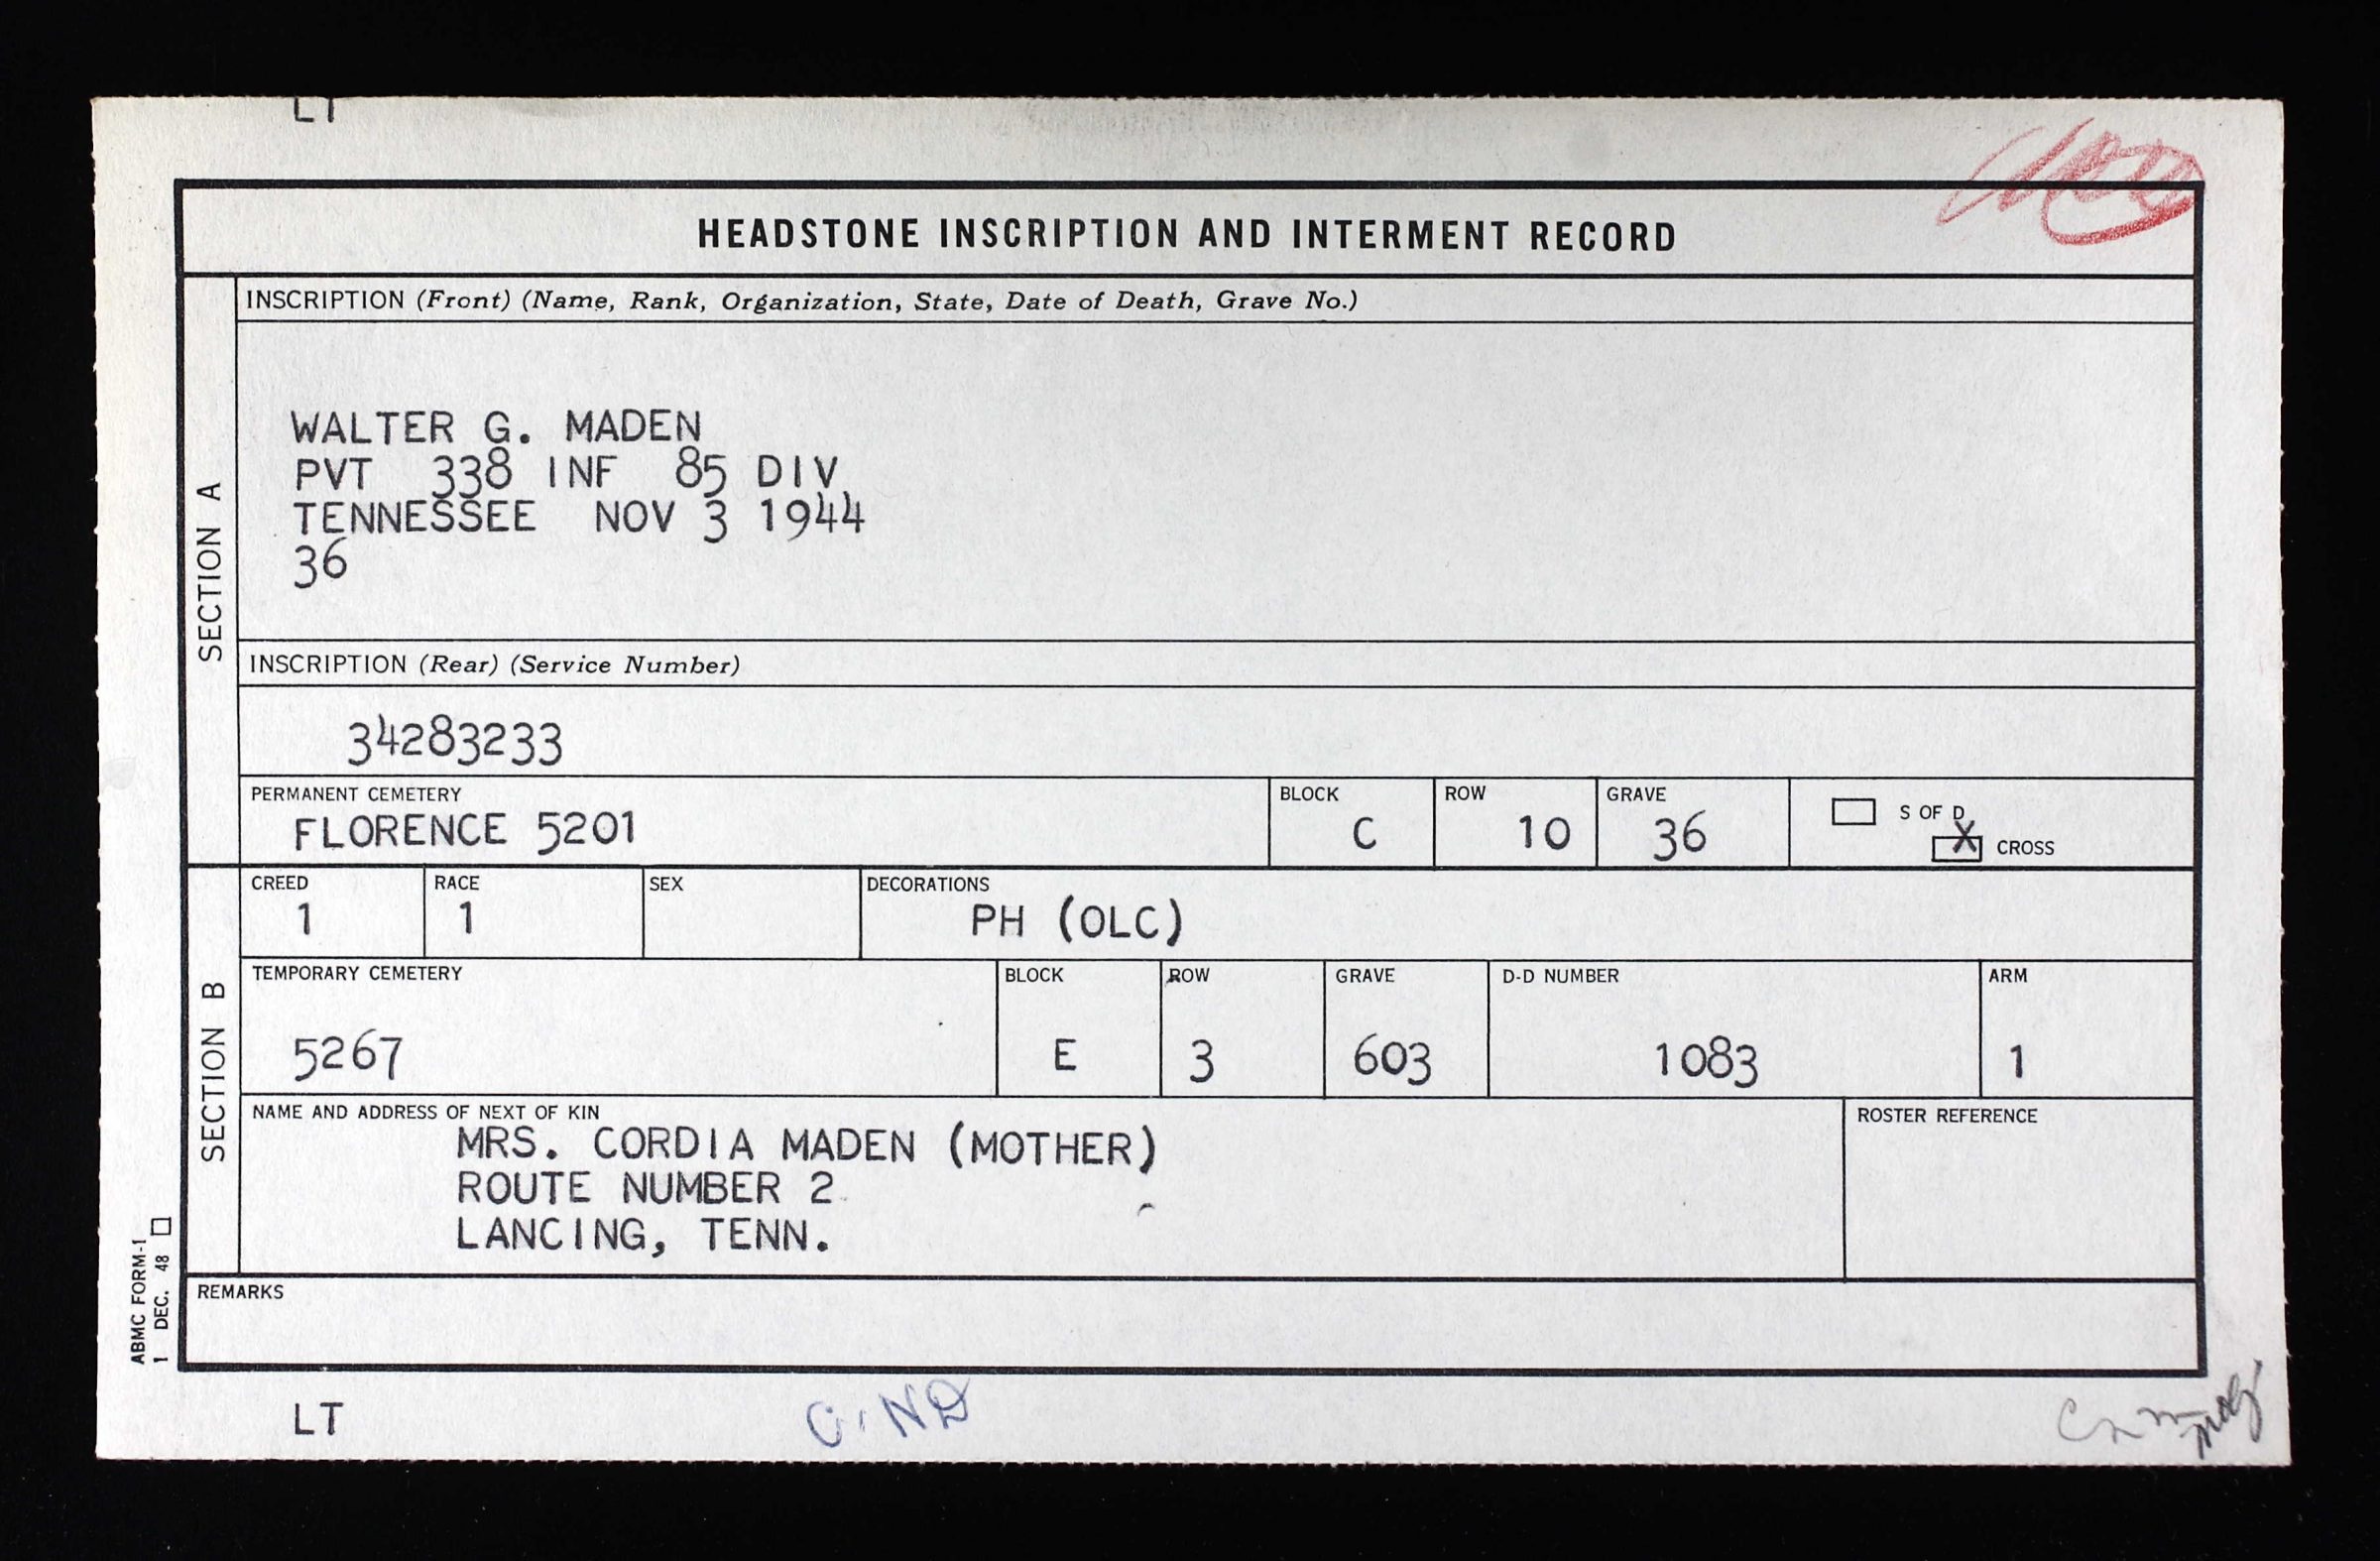 LT
HEADSTONE INSCRIPTION AND INTERMENT RECORD
SECTION A
INSCRIPTION (Front) (Name, Rank, Organization, State, Date of Death, Grave No.)
WALTER G. MADEN
PVT 338 INF 85 DIV
TENNESSEE NOV 3 1944
36
INSCRIPTION (Rear) (Service Number)
34283233
PERMANENT CEMETERY BLOCK ROW GRAVE
FLORENCE 5201 C 10 36
S OF D
X CROSS
SECTION B
CREED RACE SEX DECORATIONS
1 1 PH (OLC)
TEMPORARY CEMETERY BLOCK ROW GRAVE D-D NUMBER ARM
5267 E 3 603 1083 1
NAME AND ADDRESS OF NEXT OF KIN ROSTER REFERENCE
MRS. CORDIA MADEN (MOTHER)
ROUTE NUMBER 2
LANCING, TENN.
REMARKS
ABMC FORM-1
1 DEC. 48
LT